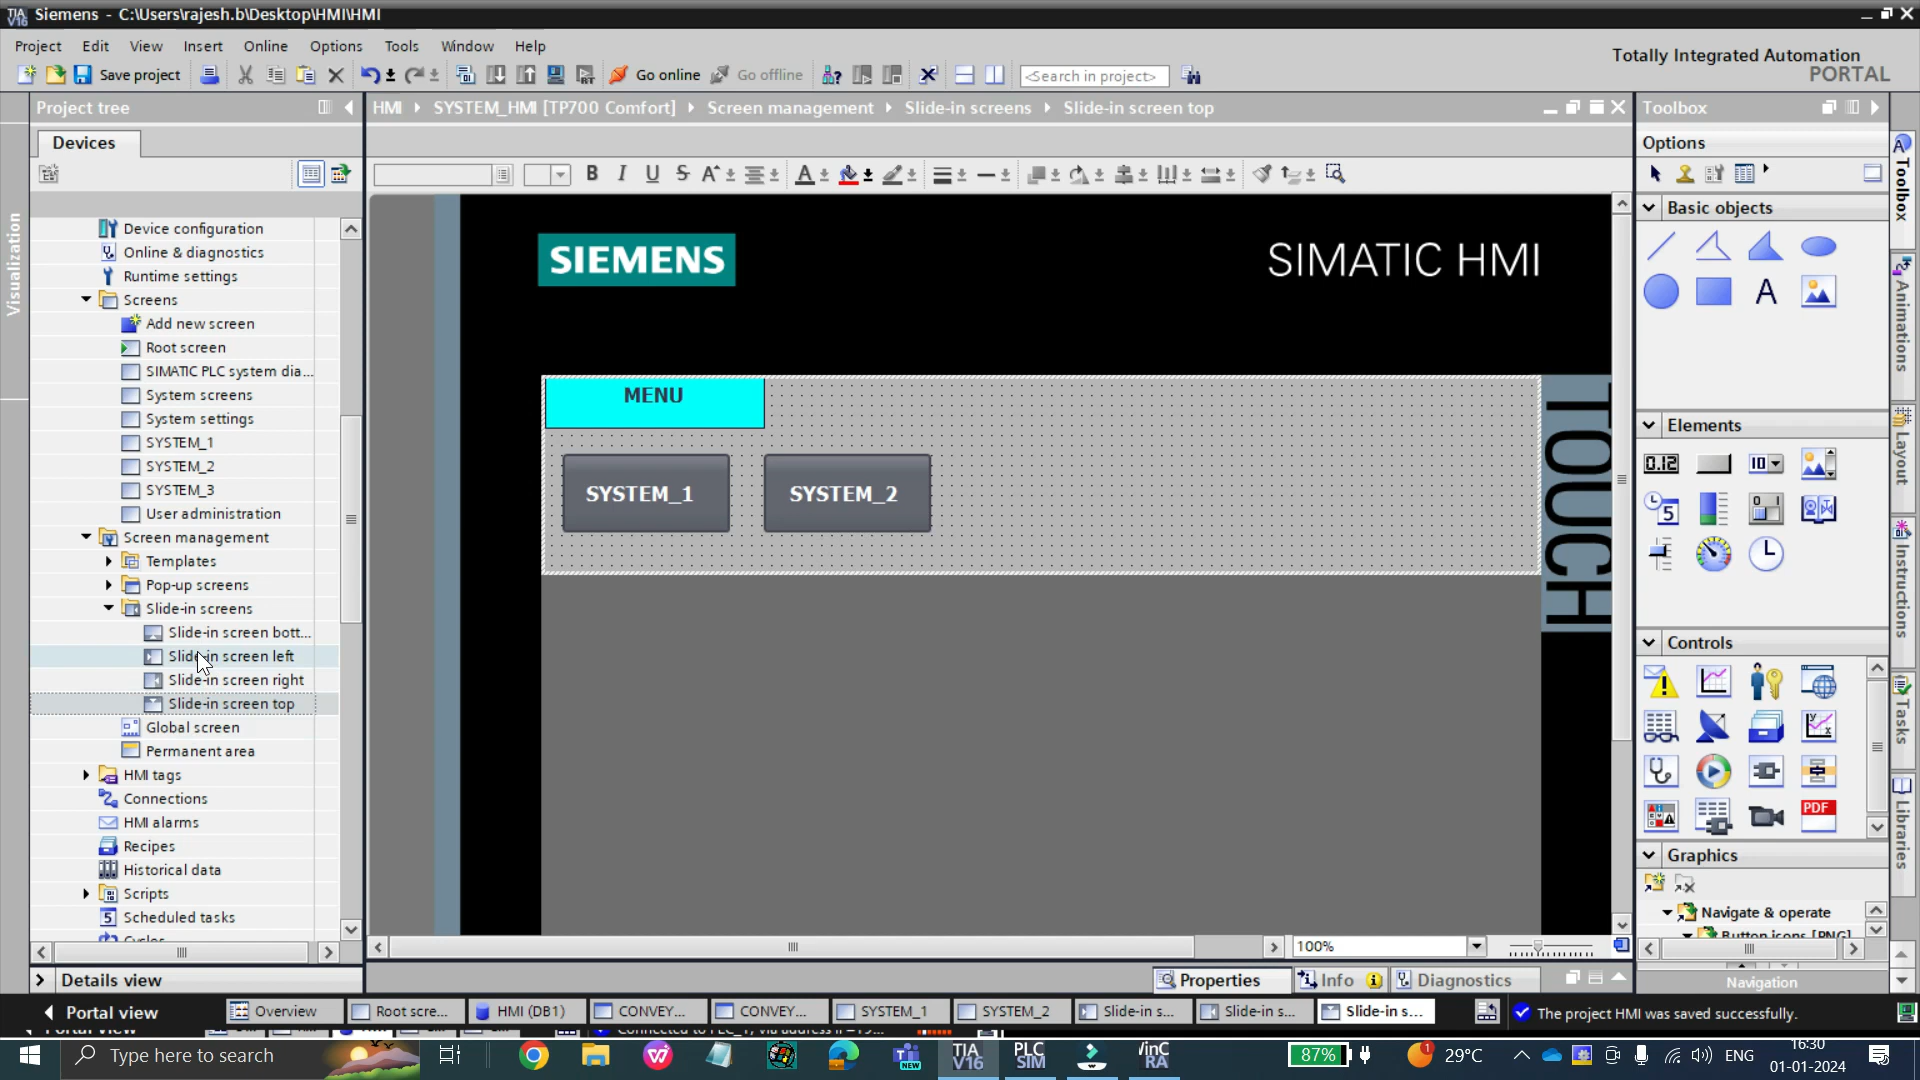 Siemens - C:\Users\rajesh.b\Desktop\HMI\HMI
Project Edit View Insert Online Options Tools Window Help
Totally Integrated Automation
PORTAL
Save project
Go online
Go offline
<Search in project>
Project tree
HMI
SYSTEM_HMI [TP700 Comfort]
Screen management
Slide-in screens
Slide-in screen top
Toolbox
Devices
Options
Visualization
Device configuration
Online & diagnostics
Runtime settings
Screens
Add new screen
Root screen
SIMATIC PLC system dia...
System screens
System settings
SYSTEM_1
SYSTEM_2
SYSTEM_3
User administration
Screen management
Templates
Pop-up screens
Slide-in screens
Slide-in screen bott...
Slide-in screen left
Slide-in screen right
Slide-in screen top
Global screen
Permanent area
HMI tags
Connections
HMI alarms
Recipes
Historical data
Scripts
Scheduled tasks
Cycles
Details view
SIEMENS
SIMATIC HMI
MENU
SYSTEM_1
SYSTEM_2
TOUCH
100%
Properties
Info
Diagnostics
Basic objects
Elements
Controls
PDF
Graphics
Navigate & operate
Button icons [PNG]
Navigation
Toolbox
Animations
Layout
Instructions
Tasks
Libraries
Portal view
Overview
Root scre...
HMI (DB1)
CONVEY...
CONVEY...
SYSTEM_1
SYSTEM_2
Slide-in s...
Slide-in s...
Slide-in s...
The project HMI was saved successfully.
Type here to search
TIA
V16
PLC
SIM
87%
29°C
ENG
16:30
01-01-2024